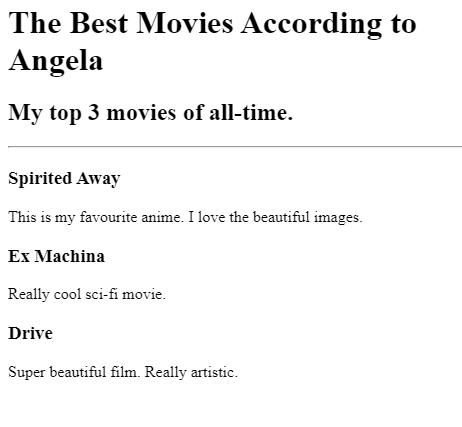 The Best Movies According to
Angela
My top 3 movies of all-time.
Spirited Away
This is my favourite anime. I love the beautiful images.
Ex Machina
Really cool sci-fi movie.
Drive
Super beautiful film. Really artistic.